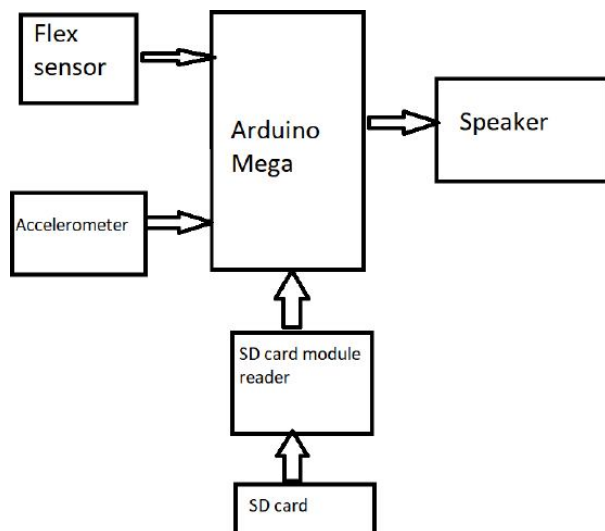 Flex
sensor
Arduino
Mega
Speaker
Accelerometer
SD card module
reader
SD card